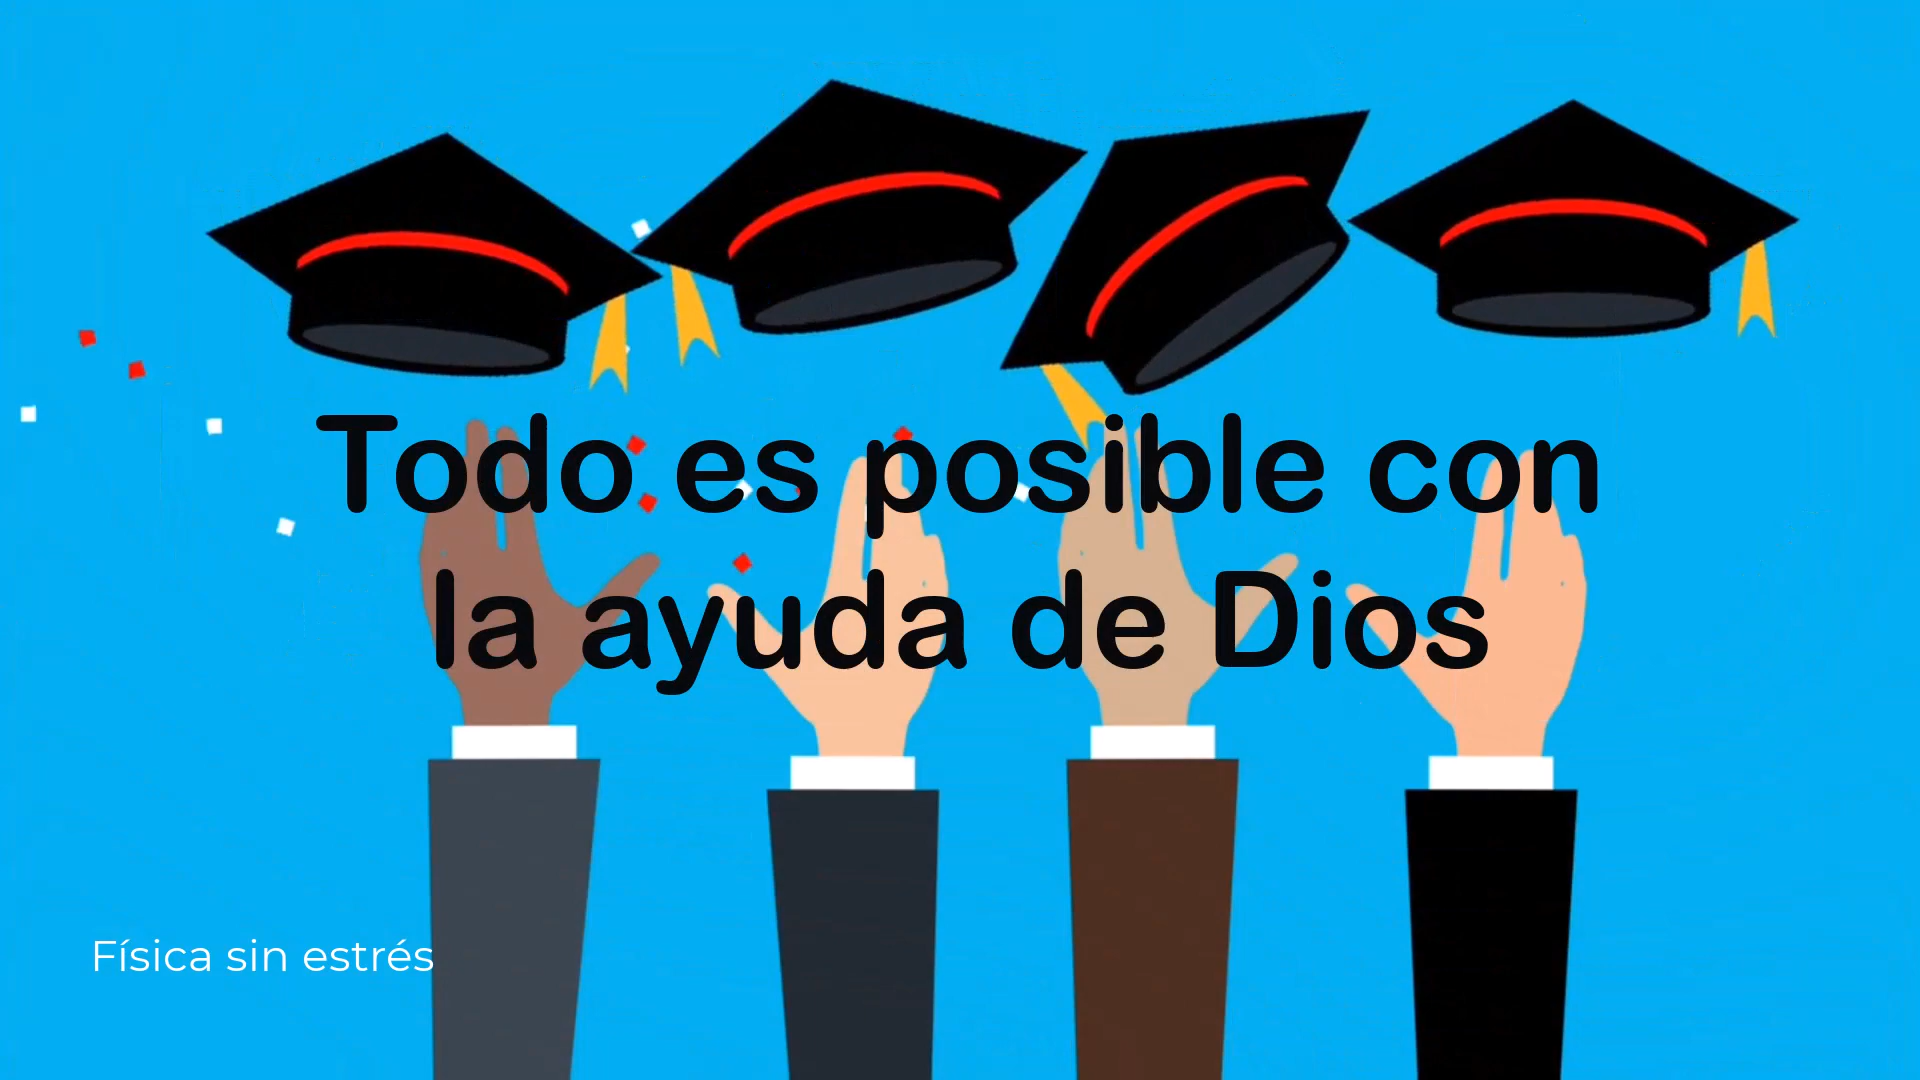 Todo es posible con
la ayuda de Dios
Física sin estrés